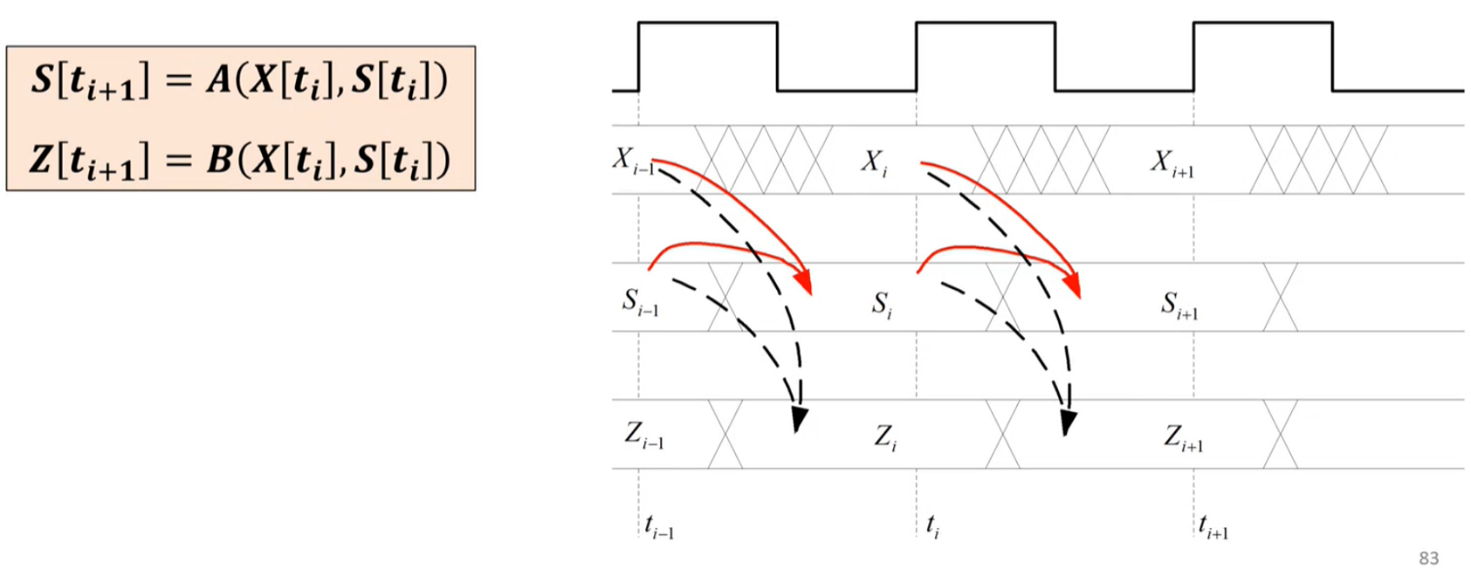 S[t_{i+1}] = A(X[t_i], S[t_i])
Z[t_{i+1}] = B(X[t_i], S[t_i])
X_{i–1} X_i X_{i+1}
S_{i–1} S_i S_{i+1}
Z_{i–1} Z_i Z_{i+1}
t_{i–1} t_i t_{i+1}
83